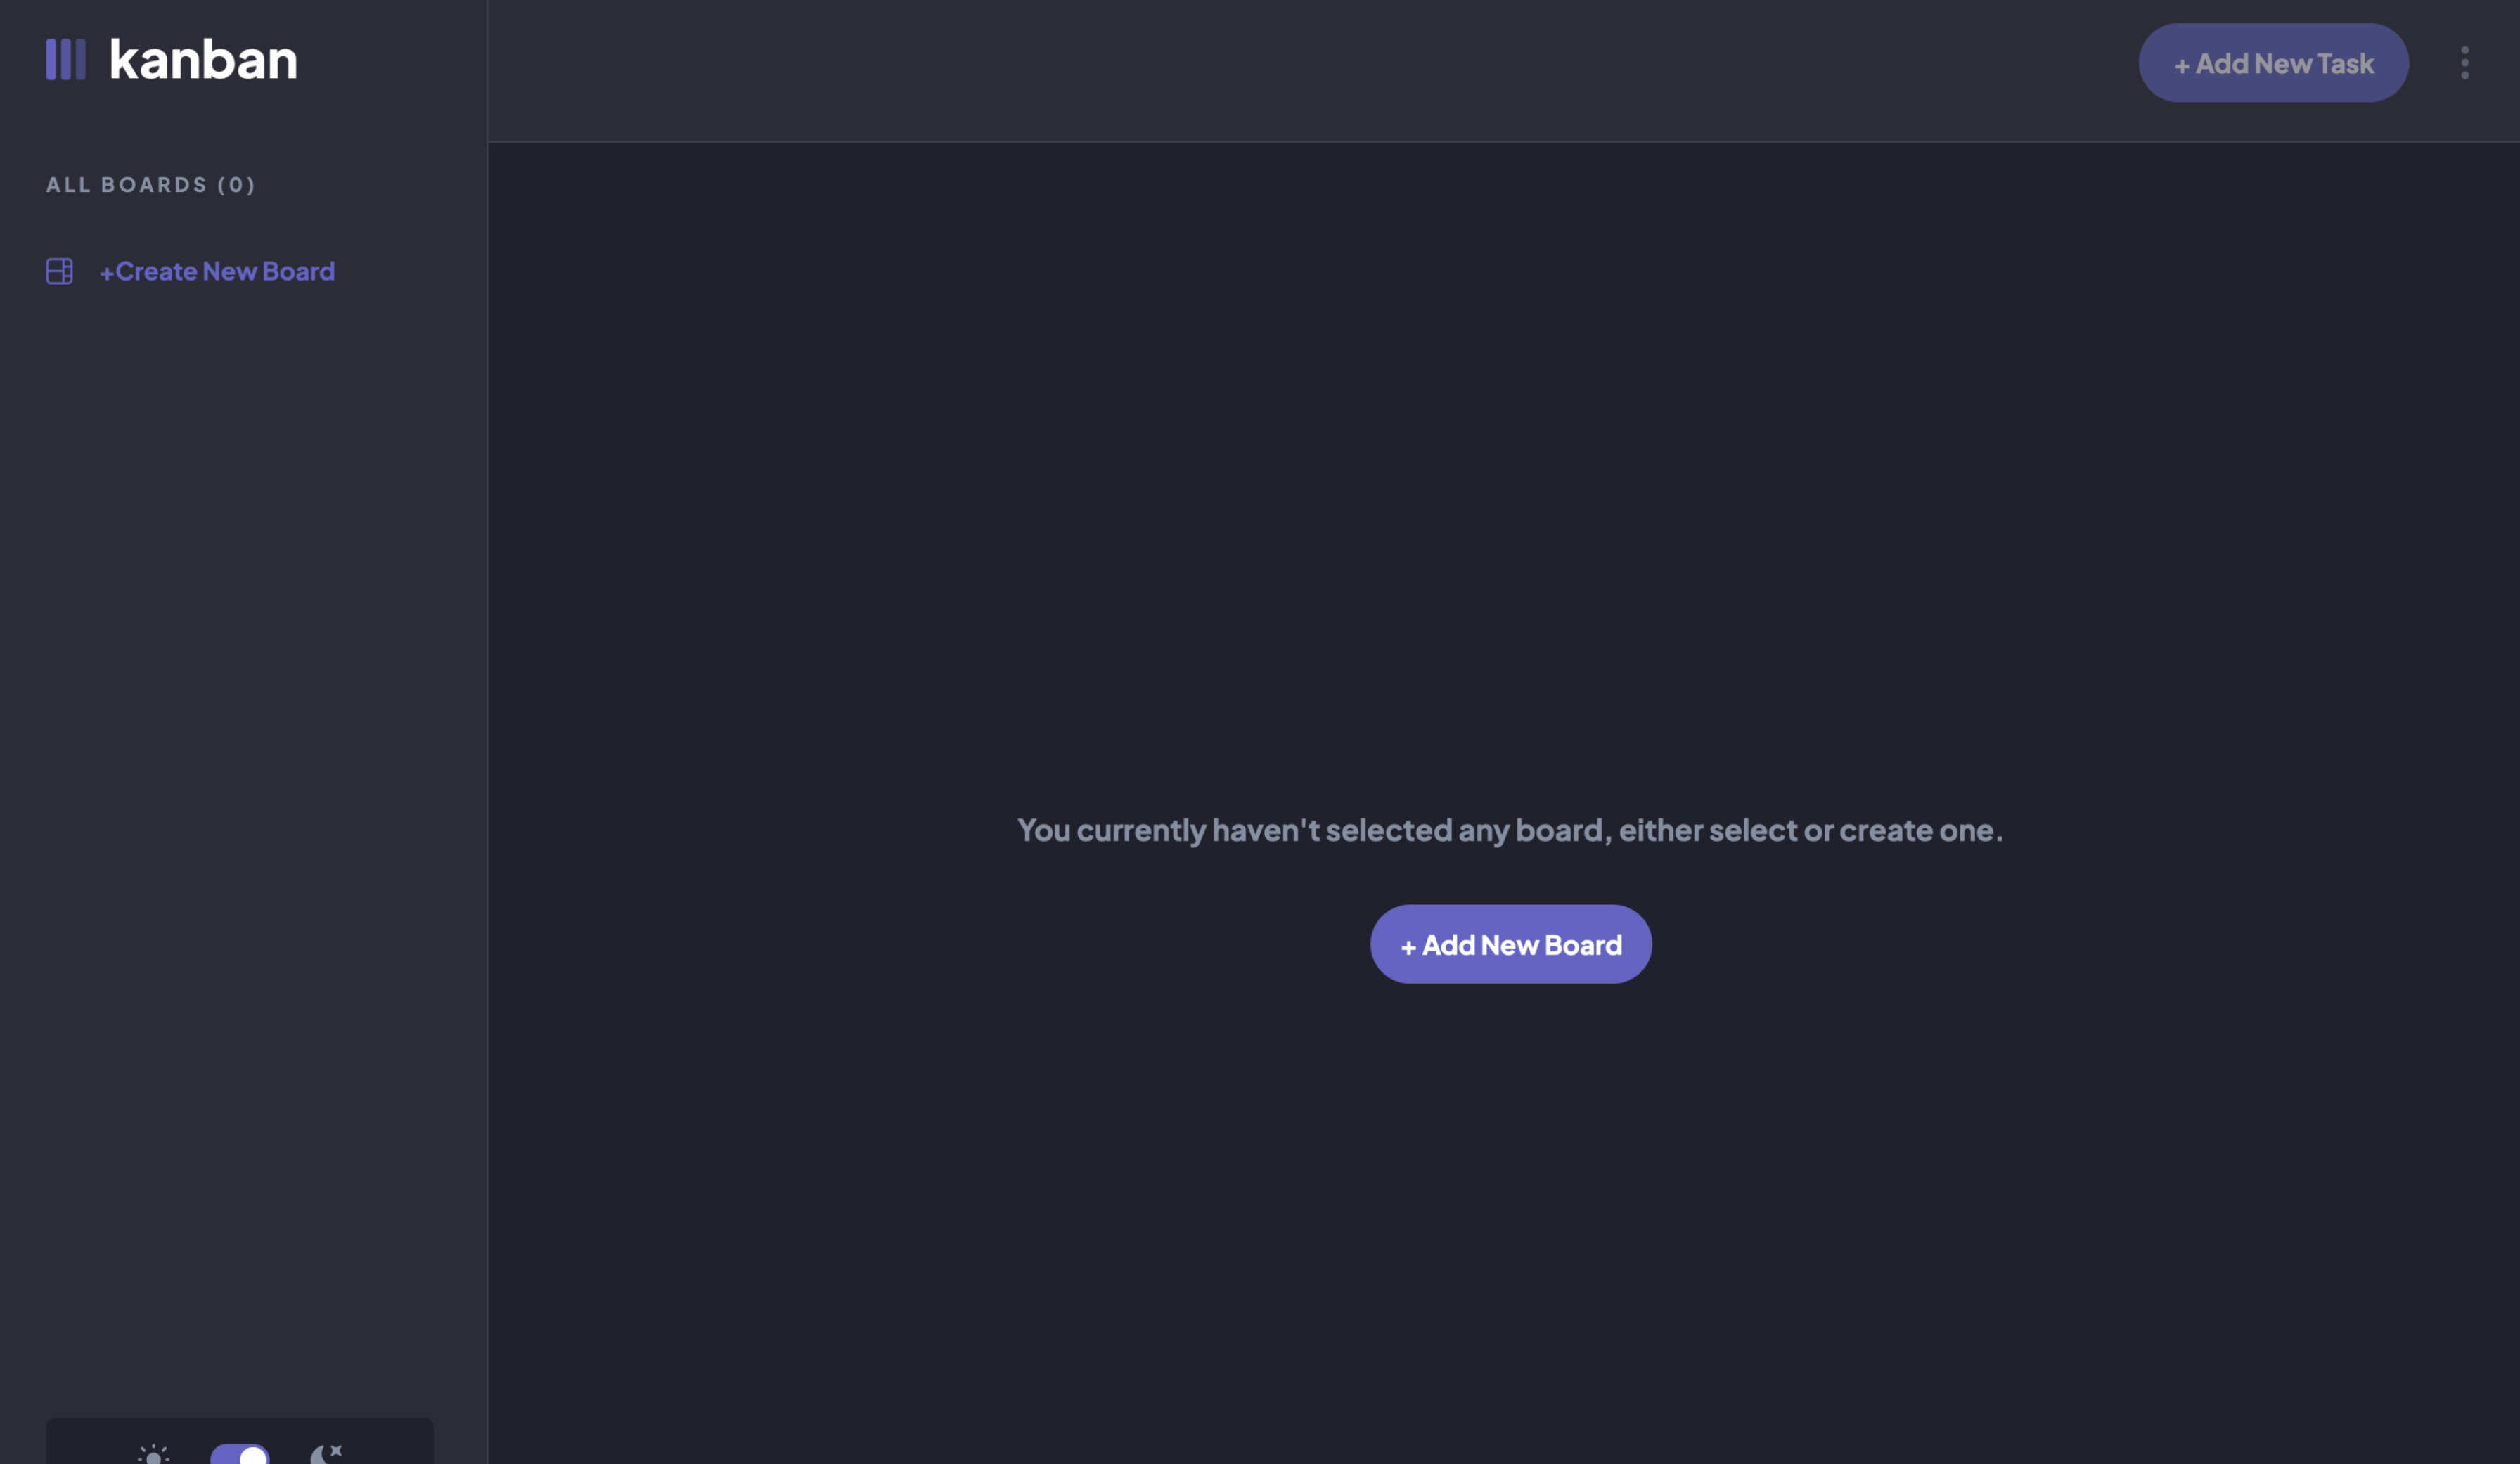 kanban
+ Add New Task
ALL BOARDS (0)
+Create New Board
You currently haven't selected any board, either select or create one.
+ Add New Board